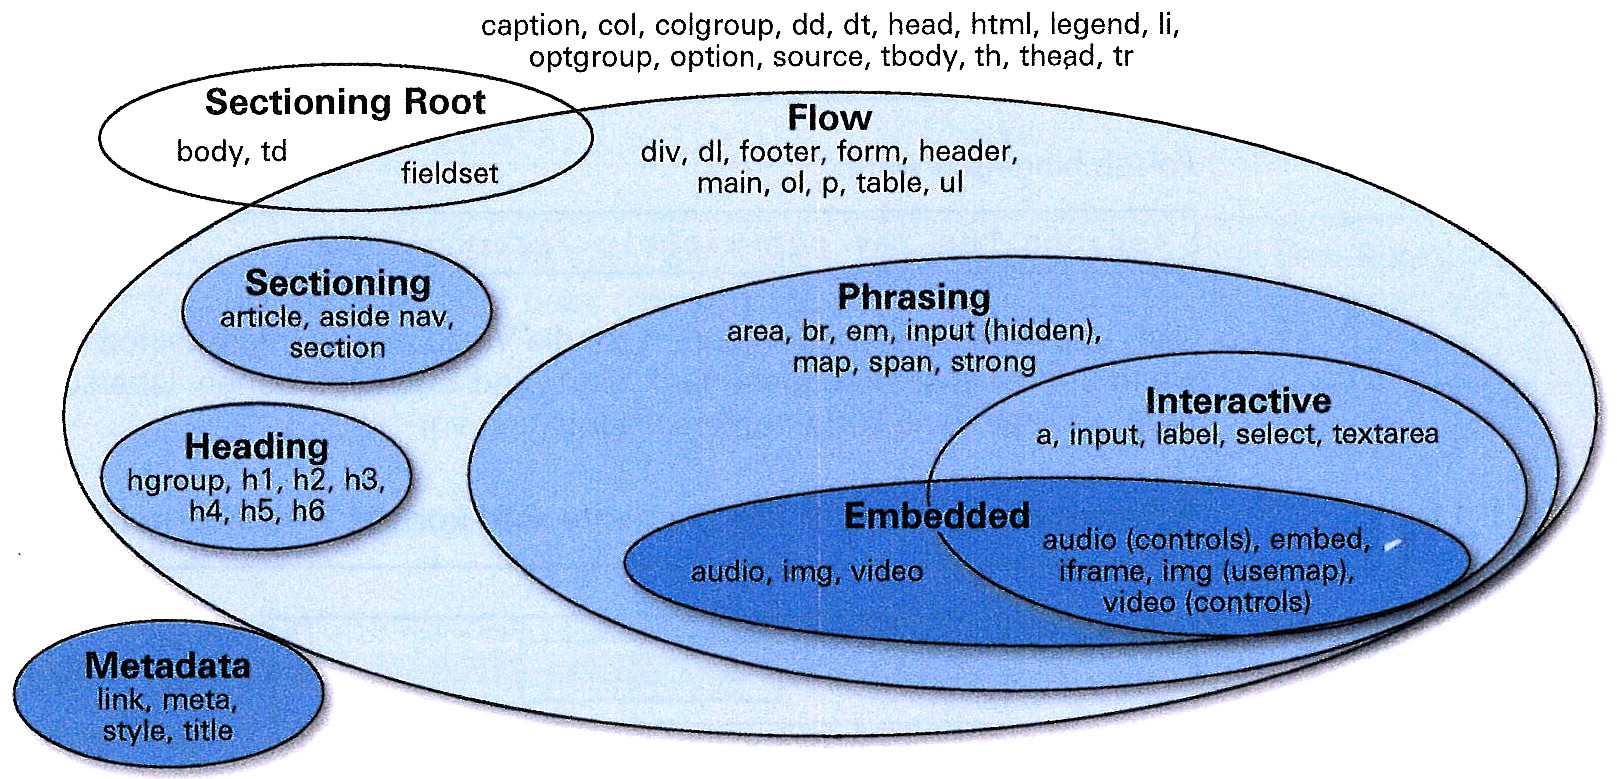 caption, col, colgroup, dd, dt, head, html, legend, li,
optgroup, option, source, tbody, th, thead, tr
Sectioning Root
body, td
fieldset
Flow
div, dl, footer, form, header,
main, ol, p, table, ul
Sectioning
article, aside nav,
section
Phrasing
area, br, em, input (hidden),
map, span, strong
Interactive
a, input, label, select, textarea
Heading
hgroup, h1, h2, h3,
h4, h5, h6
Embedded
audio, img, video
audio (controls), embed,
iframe, img (usemap),
video (controls)
Metadata
link, meta,
style, title